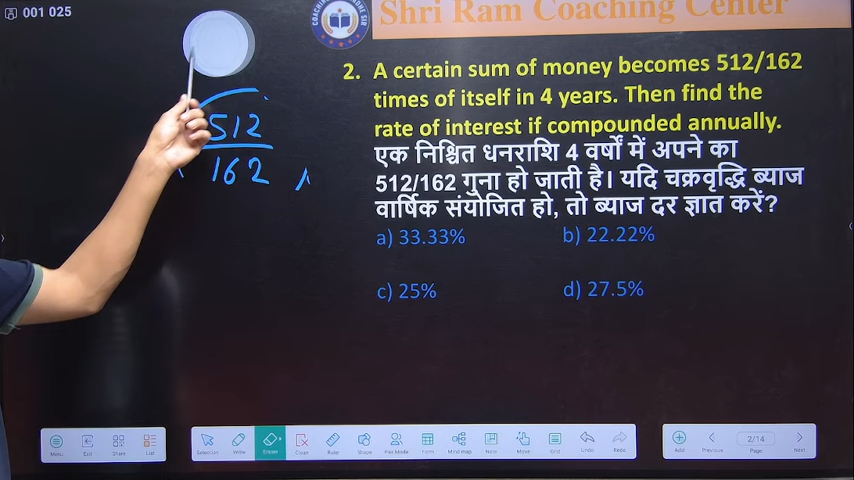 001 025
Shri Ram Coaching Center
2. A certain sum of money becomes 512/162
times of itself in 4 years. Then find the
rate of interest if compounded annually.
एक निश्चित धनराशि 4 वर्षों में अपने का
512/162 गुना हो जाती है। यदि चक्रवृद्धि ब्याज
वार्षिक संयोजित हो, तो ब्याज दर ज्ञात करें?
a) 33.33% b) 22.22%
c) 25% d) 27.5%
512
162
Menu Exit Share List
Selection Write Eraser Clean Ruler Shape Pen Mode Form Mind map Note Move Screen Undo Redo
Add Previous 2/14 Page Next